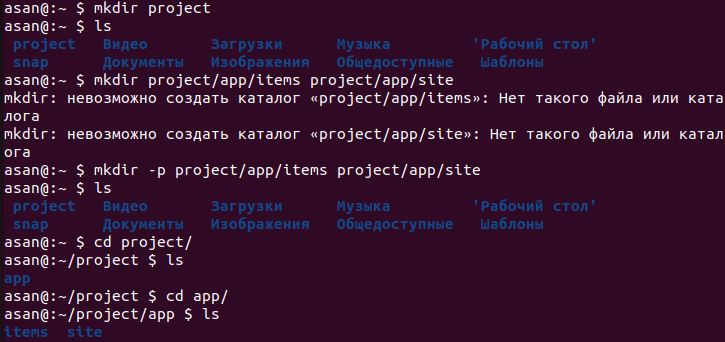 asan@:~ $ mkdir project
asan@:~ $ ls
project Видео Загрузки Музыка 'Рабочий стол'
snap Документы Изображения Общедоступные Шаблоны
asan@:~ $ mkdir project/app/items project/app/site
mkdir: невозможно создать каталог «project/app/items»: Нет такого файла или ката
лога
mkdir: невозможно создать каталог «project/app/site»: Нет такого файла или катал
ога
asan@:~ $ mkdir -p project/app/items project/app/site
asan@:~ $ ls
project Видео Загрузки Музыка 'Рабочий стол'
snap Документы Изображения Общедоступные Шаблоны
asan@:~ $ cd project/
asan@:~/project $ ls
app
asan@:~/project $ cd app/
asan@:~/project/app $ ls
items site